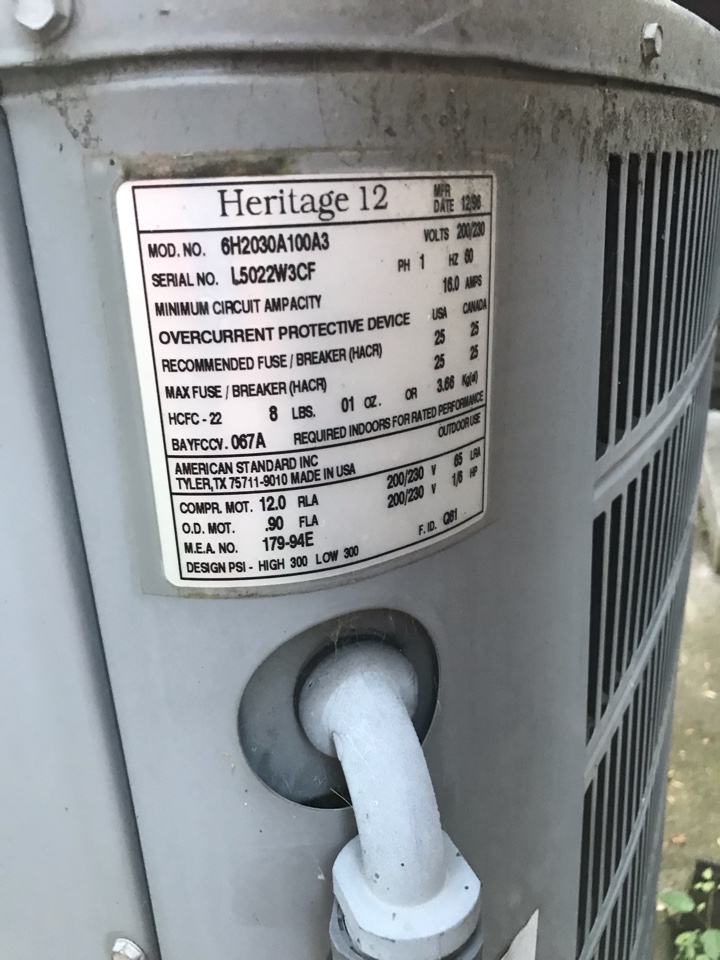 Heritage 12 MFR DATE 12/98
MOD. NO. 6H2030A100A3 VOLTS 200/230
SERIAL NO. L5022W3CF PH 1 HZ 60
MINIMUM CIRCUIT AMPACITY 16.0 AMPS
OVERCURRENT PROTECTIVE DEVICE USA CANADA
RECOMMENDED FUSE / BREAKER (HACR) 25 25
MAX FUSE / BREAKER (HACR) 25 25
HCFC - 22 8 LBS. 01 OZ. OR 3.66 Kg(al)
BAYFCCV. 067A REQUIRED INDOORS FOR RATED PERFORMANCE
OUTDOOR USE
AMERICAN STANDARD INC
TYLER, TX 75711-9010 MADE IN USA
COMPR. MOT. 12.0 RLA 200/230 V 65 LRA
O.D. MOT. .90 FLA 200/230 V 1/6 HP
M.E.A. NO. 179-94E
DESIGN PSI - HIGH 300 LOW 300 F. ID. Q61